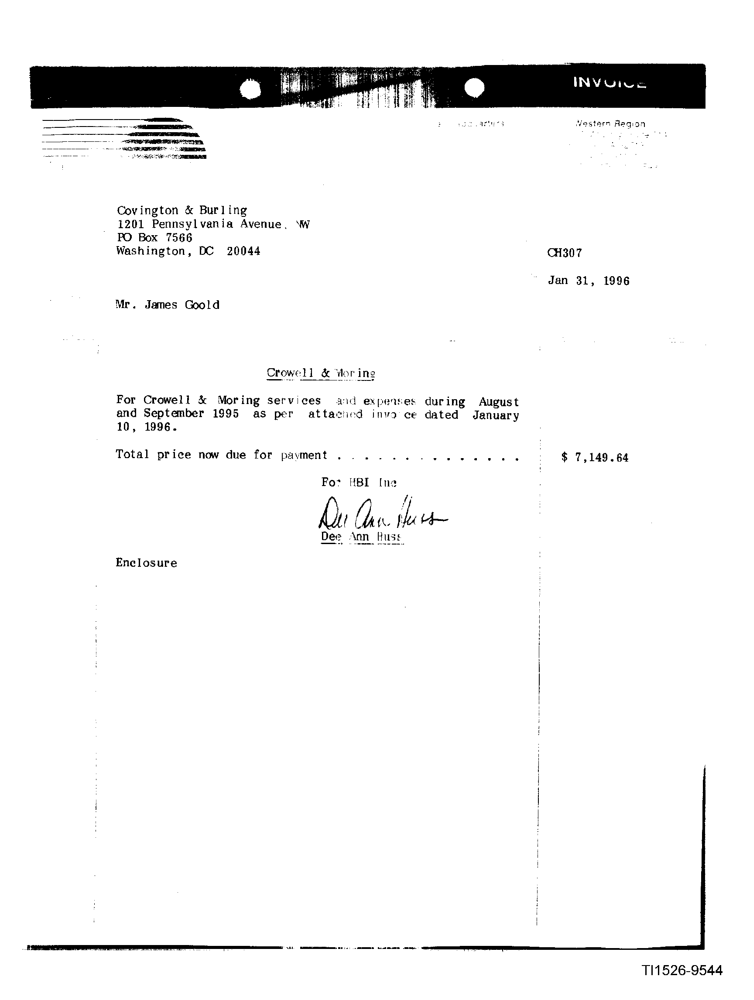 INVOICE
Western Region
Covington & Burling
1201 Pennsylvania Avenue, NW
PO Box 7566
Washington, DC 20044
CH307
Jan 31, 1996
Mr. James Goold
Crowell & Moring
For Crowell & Moring services and expenses during August
and September 1995 as per attached invoice dated January
10, 1996.
Total price now due for payment . . . . . . . . . . . . . . $ 7,149.64
For HBI Inc
Dee Ann Huss
Dee Ann Huss
Enclosure
TI1526-9544